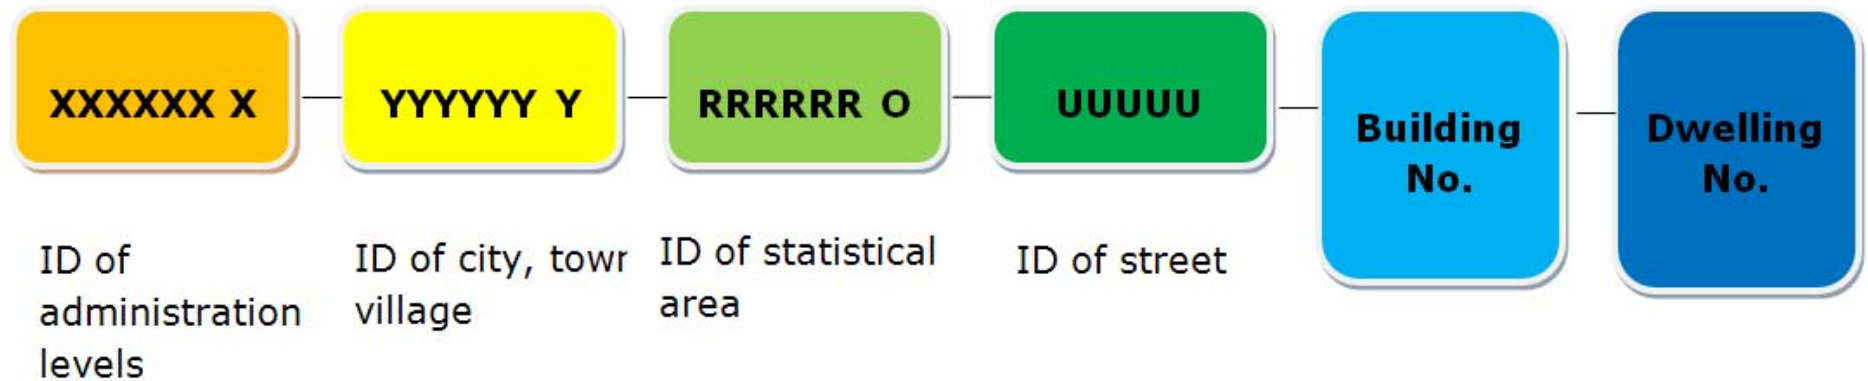 XXXXXX X
YYYYYY Y
RRRRRR O
UUUUU
Building
No.
Dwelling
No.
ID of
administration
levels
ID of city, towr
village
ID of statistical
area
ID of street